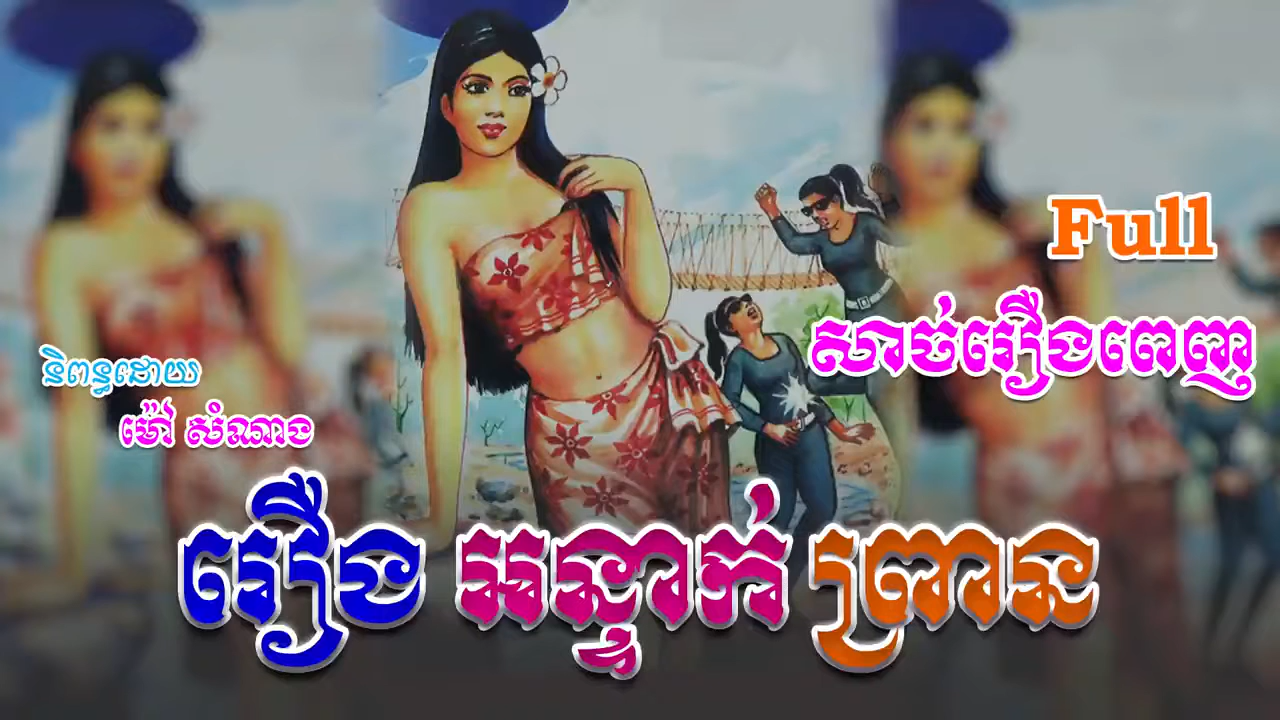 Full
សាច់រឿងពេញ
និពន្ធដោយ
ម៉ៅ សំណាង
រឿង អន្ទាក់ ព្រាន